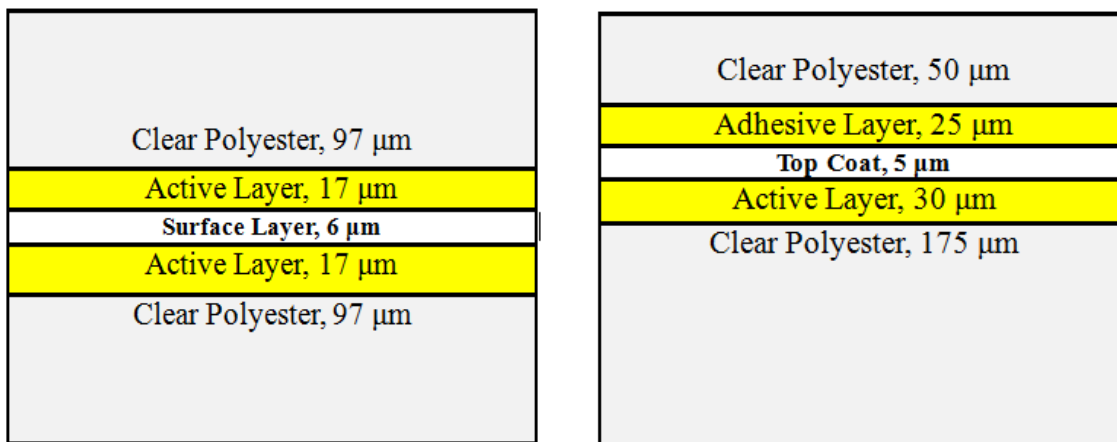 Clear Polyester, 97 μm
Active Layer, 17 μm
Surface Layer, 6 μm
Active Layer, 17 μm
Clear Polyester, 97 μm
Clear Polyester, 50 μm
Adhesive Layer, 25 μm
Top Coat, 5 μm
Active Layer, 30 μm
Clear Polyester, 175 μm